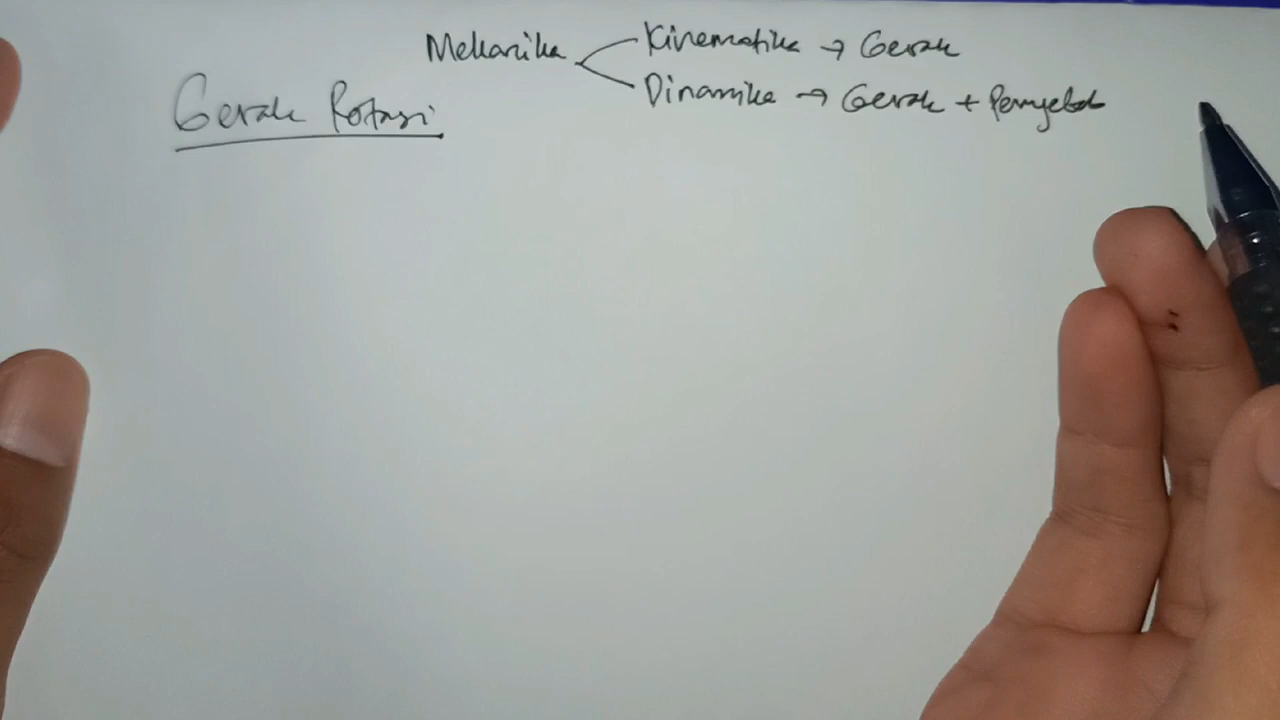 Mekanika
Kinematika → Gerak
Dinamika → Gerak + Penyebab
Gerak Rotasi